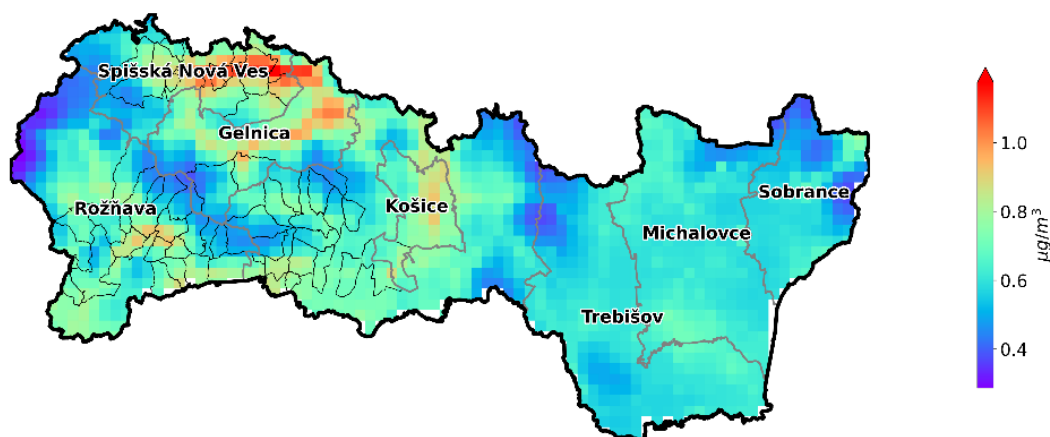 Spišská Nová Ves
Gelnica
Rožňava
Košice
Sobrance
Michalovce
Trebišov
1.0
0.8
0.6
0.4
µg/m³